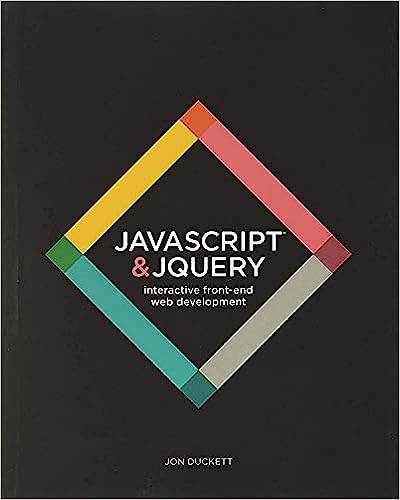 JAVASCRIPT™
& JQUERY
interactive front-end
web development
JON DUCKETT